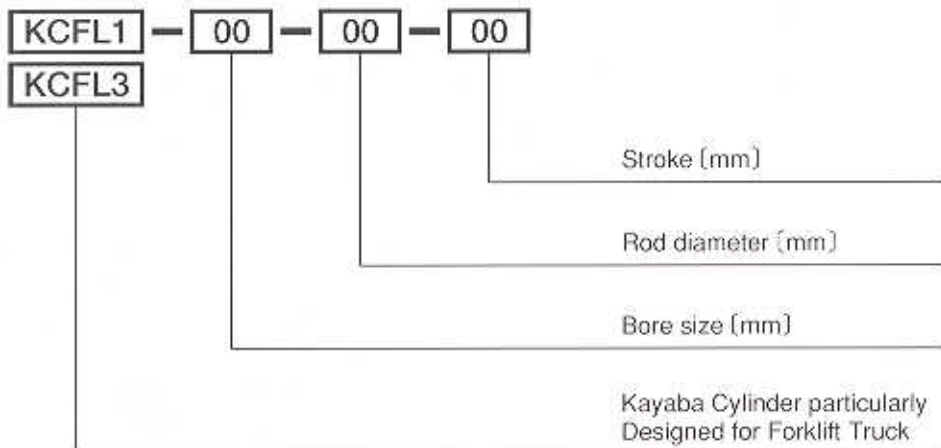 KCFL1 - 00 - 00 - 00
KCFL3
Stroke [mm]
Rod diameter [mm]
Bore size [mm]
Kayaba Cylinder particularly
Designed for Forklift Truck